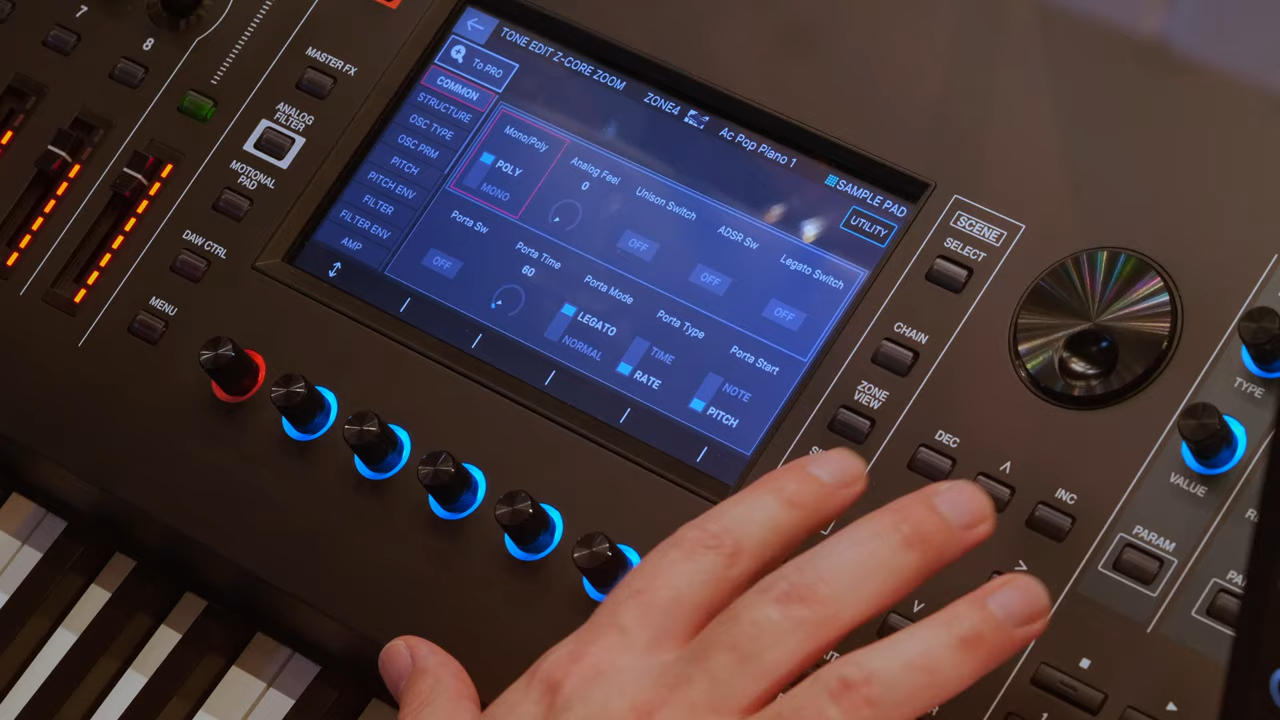 7
8
MASTER FX
ANALOG
FILTER
MOTIONAL
PAD
DAW CTRL
MENU
TONE EDIT Z-CORE ZOOM
ZONE4
Ac Pop Piano 1
SAMPLE PAD
UTILITY
To PRO
COMMON
STRUCTURE
OSC TYPE
OSC PRM
PITCH
PITCH ENV
FILTER
FILTER ENV
AMP
Mono/Poly
POLY
MONO
Analog Feel
0
Unison Switch
OFF
ADSR Sw
OFF
Legato Switch
OFF
Porta Sw
OFF
Porta Time
60
Porta Mode
LEGATO
NORMAL
Porta Type
TIME
RATE
Porta Start
NOTE
PITCH
SCENE
SELECT
CHAIN
ZONE
VIEW
DEC
INC
TYPE
VALUE
PARAM